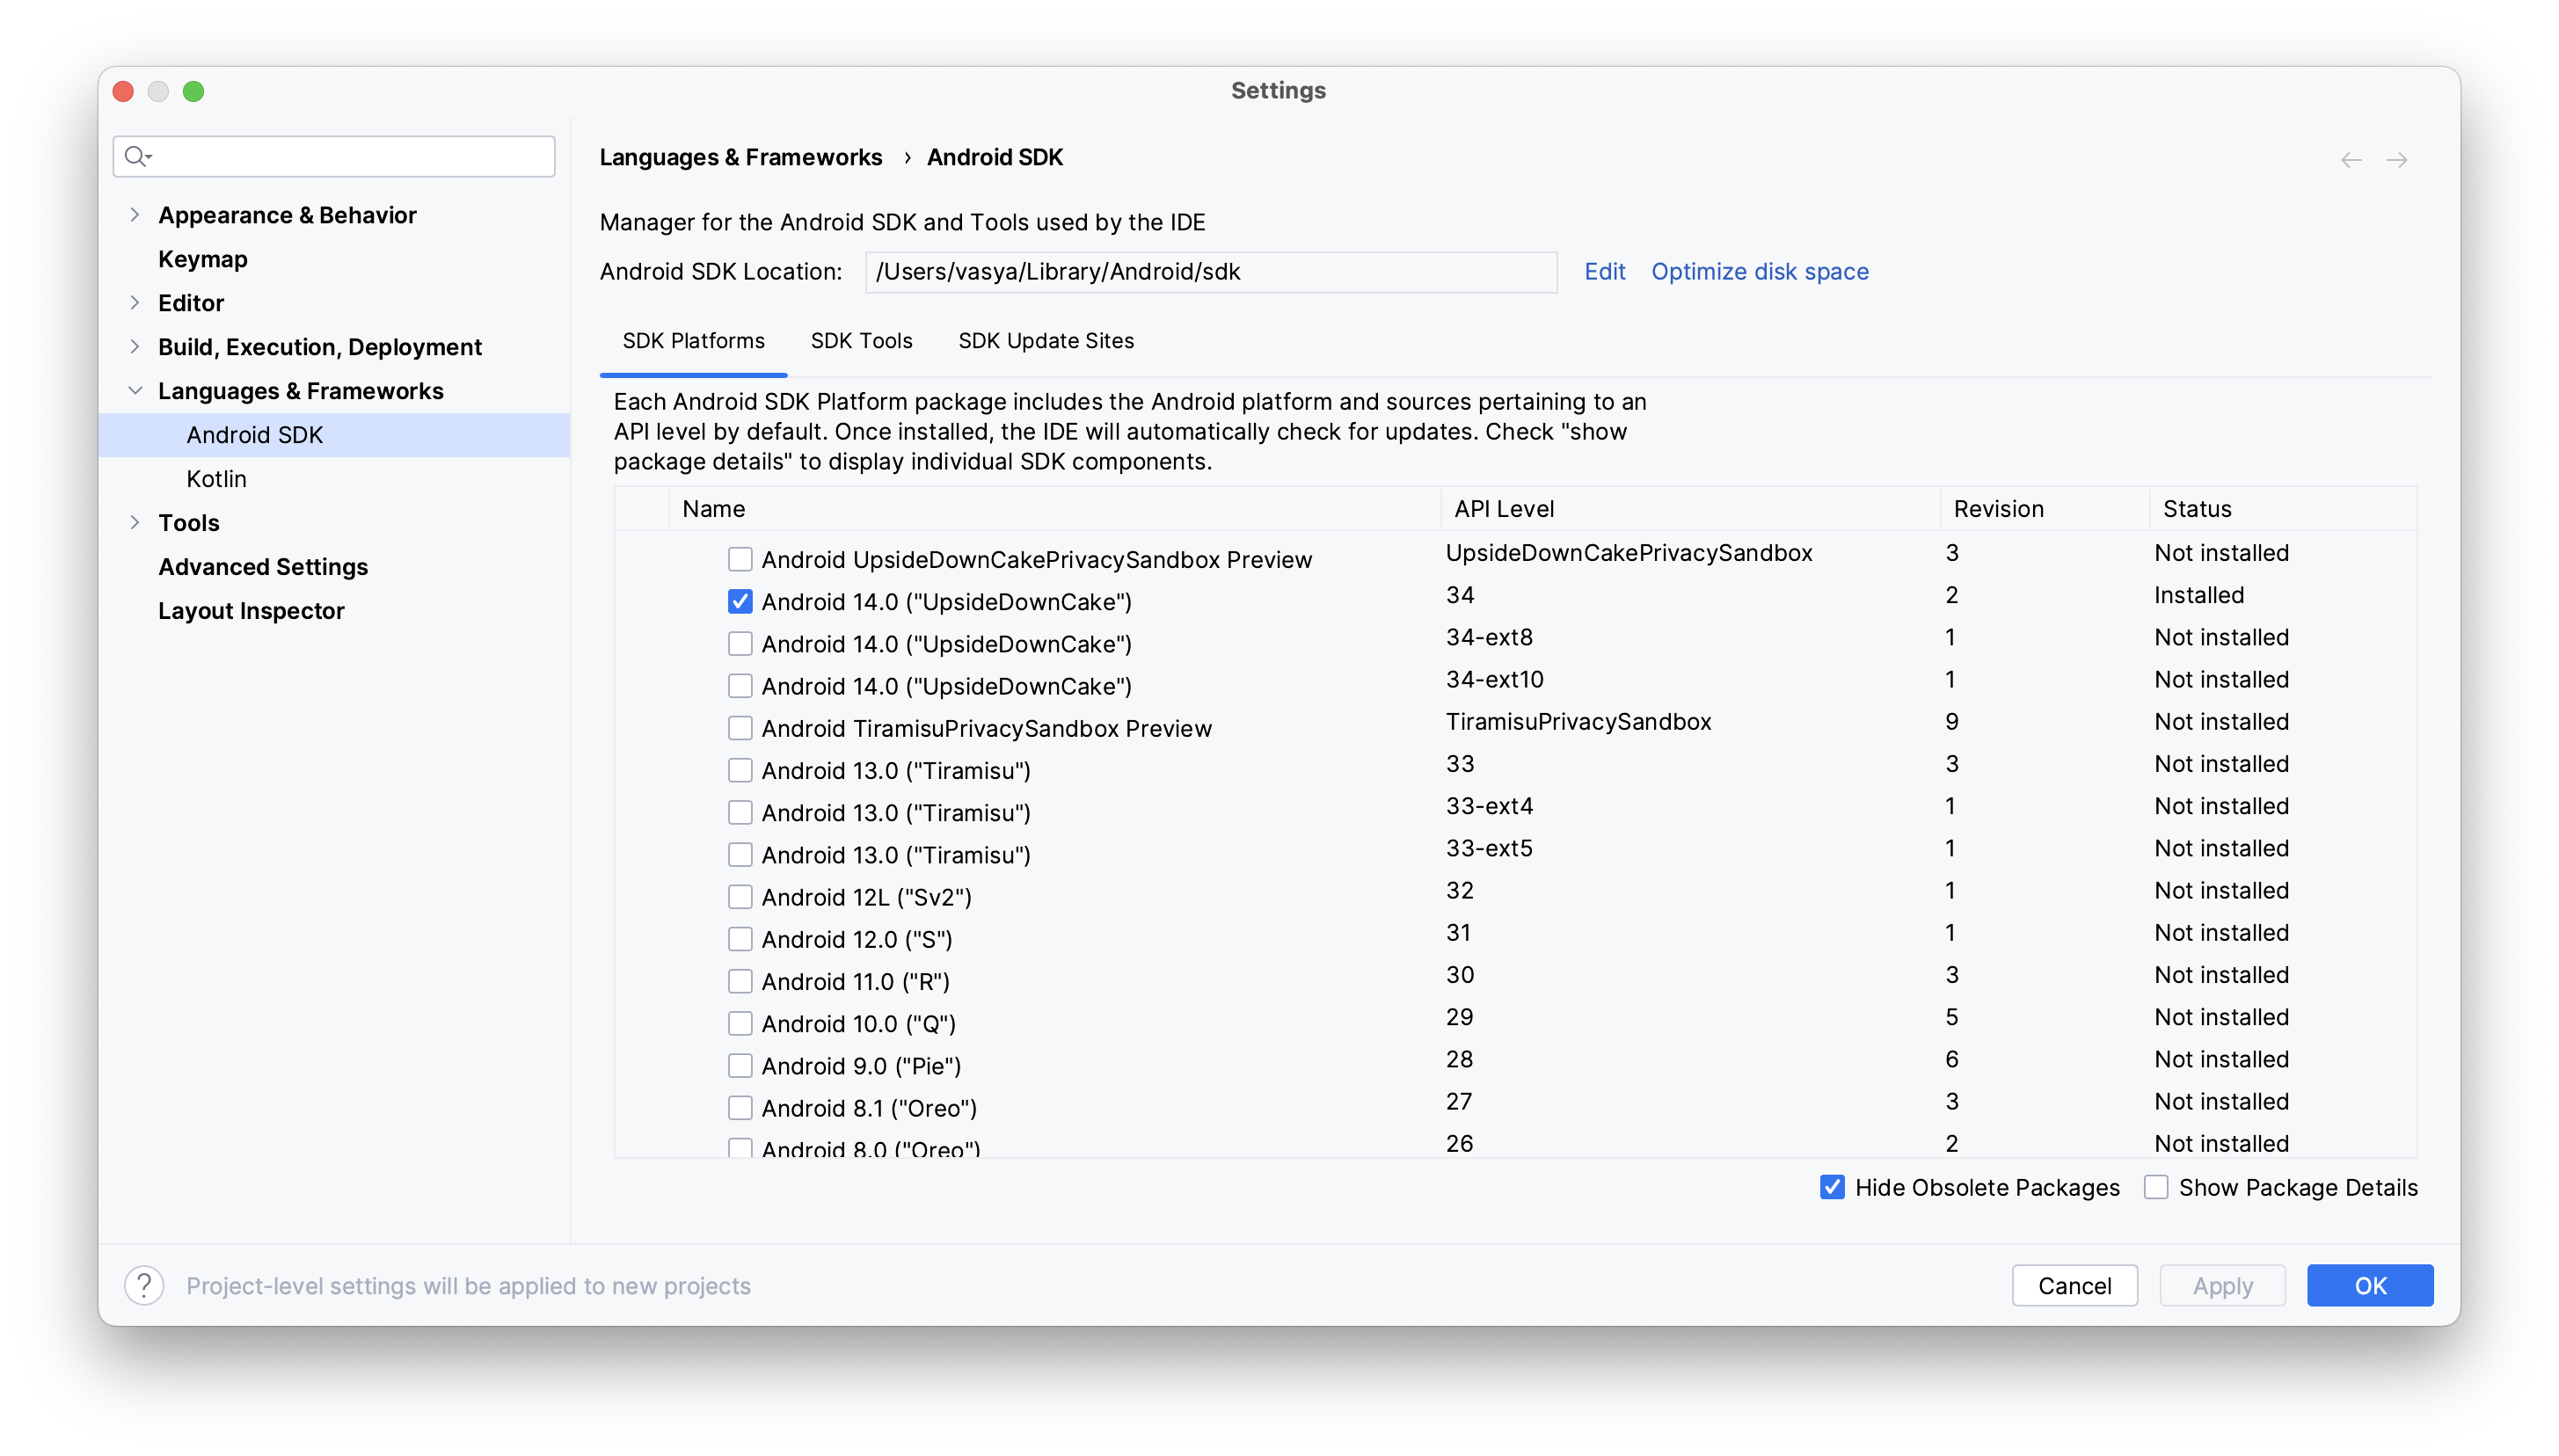 Settings
Languages & Frameworks › Android SDK
Appearance & Behavior
Keymap
Editor
Build, Execution, Deployment
Languages & Frameworks
Android SDK
Kotlin
Tools
Advanced Settings
Layout Inspector
Manager for the Android SDK and Tools used by the IDE
Android SDK Location: /Users/vasya/Library/Android/sdk Edit Optimize disk space
SDK Platforms SDK Tools SDK Update Sites
Each Android SDK Platform package includes the Android platform and sources pertaining to an
API level by default. Once installed, the IDE will automatically check for updates. Check "show
package details" to display individual SDK components.
Name API Level Revision Status
Android UpsideDownCakePrivacySandbox Preview UpsideDownCakePrivacySandbox 3 Not installed
Android 14.0 ("UpsideDownCake") 34 2 Installed
Android 14.0 ("UpsideDownCake") 34-ext8 1 Not installed
Android 14.0 ("UpsideDownCake") 34-ext10 1 Not installed
Android TiramisuPrivacySandbox Preview TiramisuPrivacySandbox 9 Not installed
Android 13.0 ("Tiramisu") 33 3 Not installed
Android 13.0 ("Tiramisu") 33-ext4 1 Not installed
Android 13.0 ("Tiramisu") 33-ext5 1 Not installed
Android 12L ("Sv2") 32 1 Not installed
Android 12.0 ("S") 31 1 Not installed
Android 11.0 ("R") 30 3 Not installed
Android 10.0 ("Q") 29 5 Not installed
Android 9.0 ("Pie") 28 6 Not installed
Android 8.1 ("Oreo") 27 3 Not installed
Android 8.0 ("Oreo") 26 2 Not installed
Hide Obsolete Packages Show Package Details
? Project-level settings will be applied to new projects
Cancel Apply OK